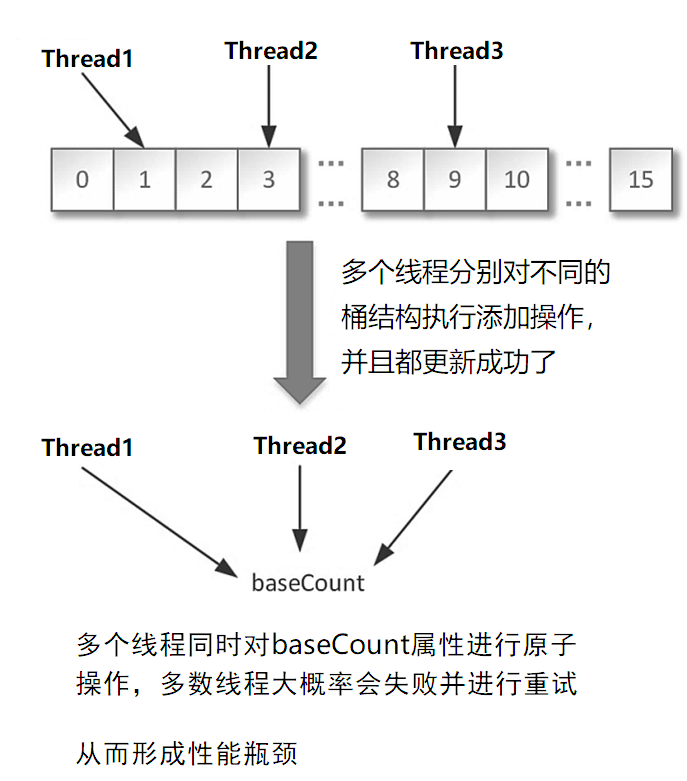 Thread1 Thread2 Thread3
0 1 2 3 ... ... 8 9 10 ... ... 15
多个线程分别对不同的
桶结构执行添加操作，
并且都更新成功了
Thread1 Thread2 Thread3
baseCount
多个线程同时对baseCount属性进行原子
操作，多数线程大概率会失败并进行重试
从而形成性能瓶颈